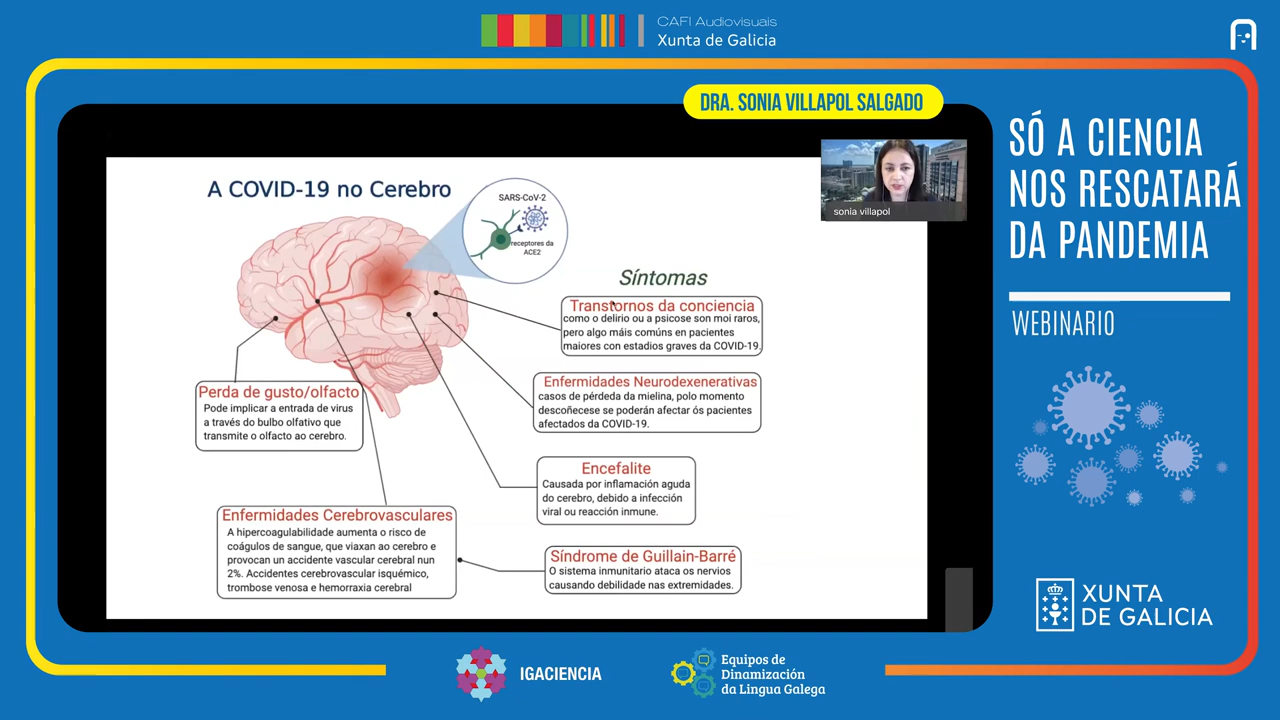 CAFI Audiovisuais
Xunta de Galicia
DRA. SONIA VILLAPOL SALGADO
sonia villapol
SÓ A CIENCIA
NOS RESCATARÁ
DA PANDEMIA
WEBINARIO
A COVID-19 no Cerebro
SARS-CoV-2
receptores da
ACE2
Síntomas
Transtornos da conciencia
como o delirio ou a psicose son moi raros,
pero algo máis comúns en pacientes
maiores con estadios graves da COVID-19.
Enfermidades Neurodexenerativas
casos de pérdeda da mielina, polo momento
descoñecese se poderán afectar ós pacientes
afectados da COVID-19.
Perda de gusto/olfacto
Pode implicar a entrada de virus
a través do bulbo olfativo que
transmite o olfacto ao cerebro.
Encefalite
Causada por inflamación aguda
do cerebro, debido a infección
viral ou reacción inmune.
Enfermidades Cerebrovasculares
A hipercoagulabilidade aumenta o risco de
coágulos de sangue, que viaxan ao cerebro e
provocan un accidente vascular cerebral nun
2%. Accidentes cerebrovascular isquémico,
trombose venosa e hemorraxia cerebral
Síndrome de Guillain-Barré
O sistema inmunitario ataca os nervios
causando debilidade nas extremidades.
XUNTA
DE GALICIA
IGACIENCIA
Equipos de
Dinamización
da Lingua Galega